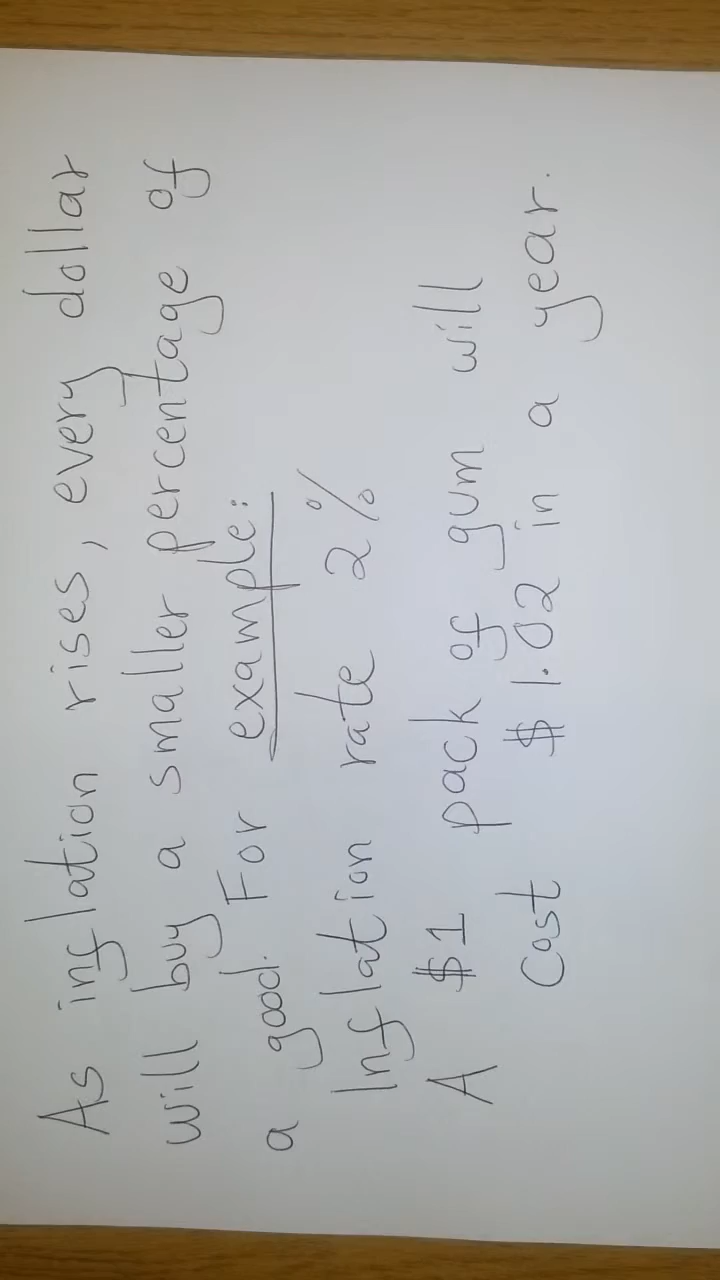 As inflation rises, every dollar
will buy a smaller percentage of
a good. For example:
Inflation rate 2%
A $1 pack of gum will
cost $1.02 in a year.